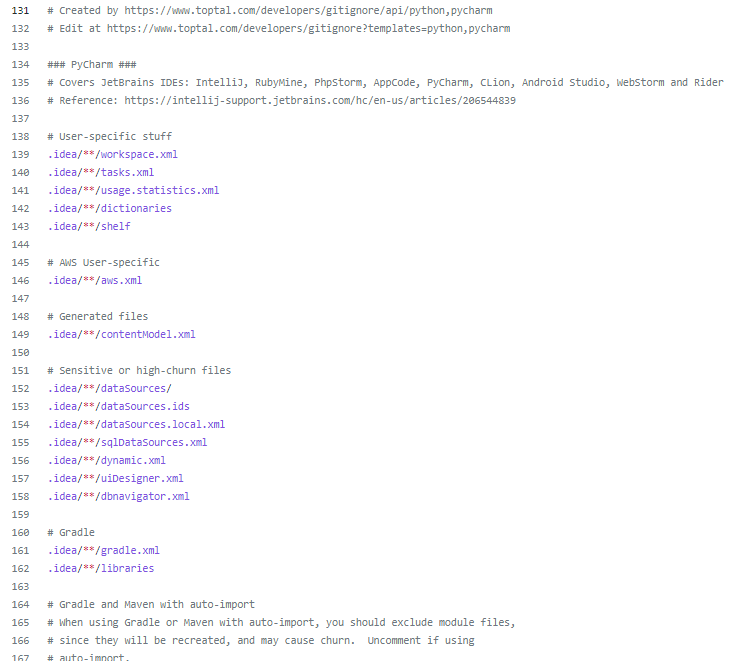 131 # Created by https://www.toptal.com/developers/gitignore/api/python,pycharm
132 # Edit at https://www.toptal.com/developers/gitignore?templates=python,pycharm
133
134 ### PyCharm ###
135 # Covers JetBrains IDEs: IntelliJ, RubyMine, PhpStorm, AppCode, PyCharm, CLion, Android Studio, WebStorm and Rider
136 # Reference: https://intellij-support.jetbrains.com/hc/en-us/articles/206544839
137
138 # User-specific stuff
139 .idea/**/workspace.xml
140 .idea/**/tasks.xml
141 .idea/**/usage.statistics.xml
142 .idea/**/dictionaries
143 .idea/**/shelf
144
145 # AWS User-specific
146 .idea/**/aws.xml
147
148 # Generated files
149 .idea/**/contentModel.xml
150
151 # Sensitive or high-churn files
152 .idea/**/dataSources/
153 .idea/**/dataSources.ids
154 .idea/**/dataSources.local.xml
155 .idea/**/sqlDataSources.xml
156 .idea/**/dynamic.xml
157 .idea/**/uiDesigner.xml
158 .idea/**/dbnavigator.xml
159
160 # Gradle
161 .idea/**/gradle.xml
162 .idea/**/libraries
163
164 # Gradle and Maven with auto-import
165 # When using Gradle or Maven with auto-import, you should exclude module files,
166 # since they will be recreated, and may cause churn.  Uncomment if using
167 # auto-import.